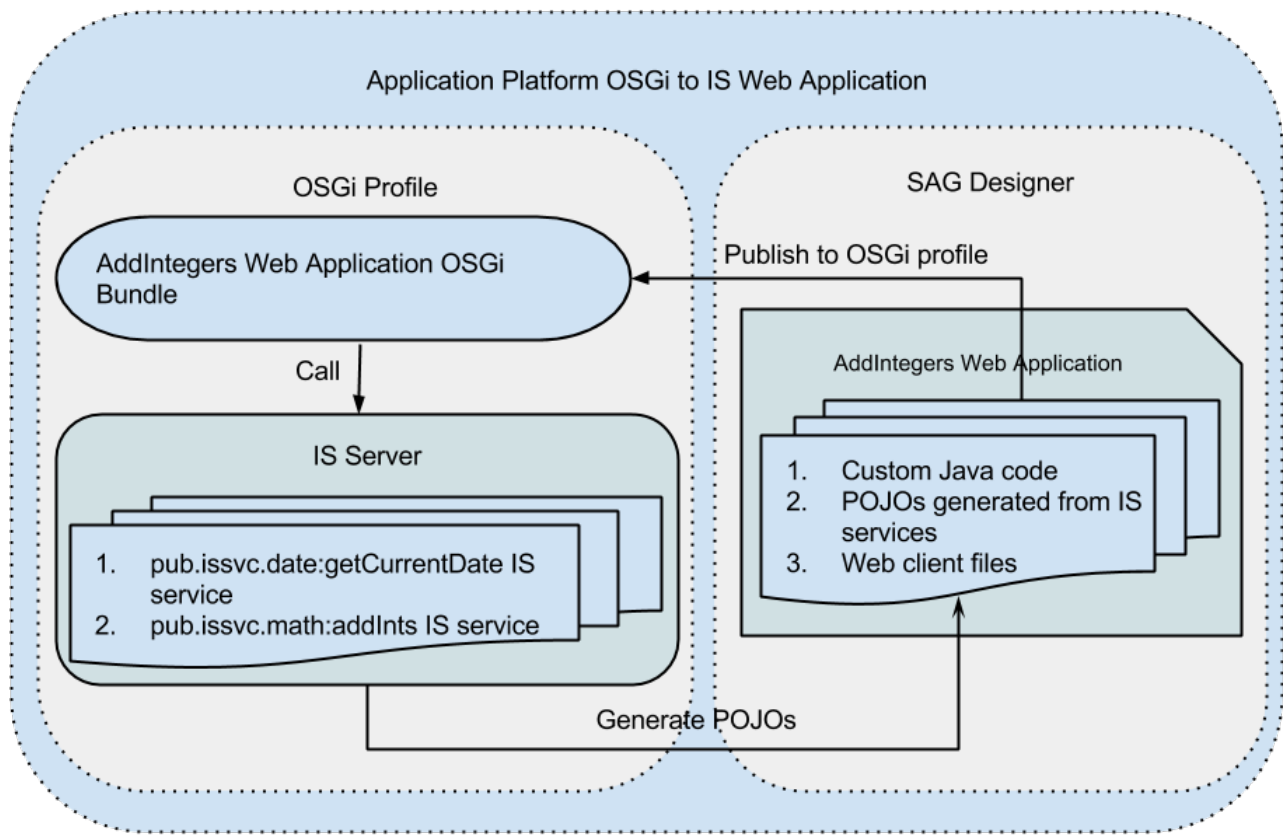 Application Platform OSGi to IS Web Application
OSGi Profile
AddIntegers Web Application OSGi
Bundle
Call
IS Server
1. pub.issvc.date:getCurrentDate IS
service
2. pub.issvc.math:addInts IS service
SAG Designer
Publish to OSGi profile
AddIntegers Web Application
1. Custom Java code
2. POJOs generated from IS
services
3. Web client files
Generate POJOs